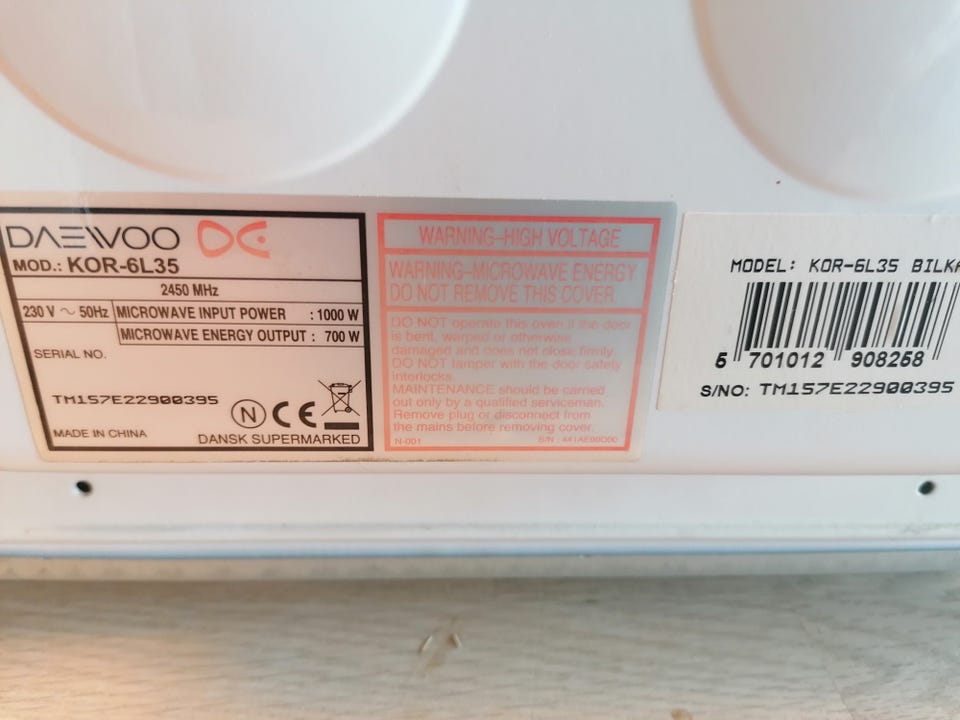 DAEWOO
MOD.: KOR-6L35
2450 MHz
230 V ~ 50Hz MICROWAVE INPUT POWER : 1000 W
MICROWAVE ENERGY OUTPUT : 700 W
SERIAL NO.
TM157E22900395
N CE
MADE IN CHINA DANSK SUPERMARKED
WARNING-HIGH VOLTAGE
WARNING-MICROWAVE ENERGY
DO NOT REMOVE THIS COVER
DO NOT operate this oven if the door
is bent, warped or otherwise
damaged and does not close firmly.
DO NOT tamper with the door safety
interlocks.
MAINTENANCE should be carried
out only by a qualified serviceman.
Remove plug or disconnect from
the mains before removing cover.
N-001
MODEL: KOR-6L35 BILKA
5 701012 908258
S/NO: TM157E22900395